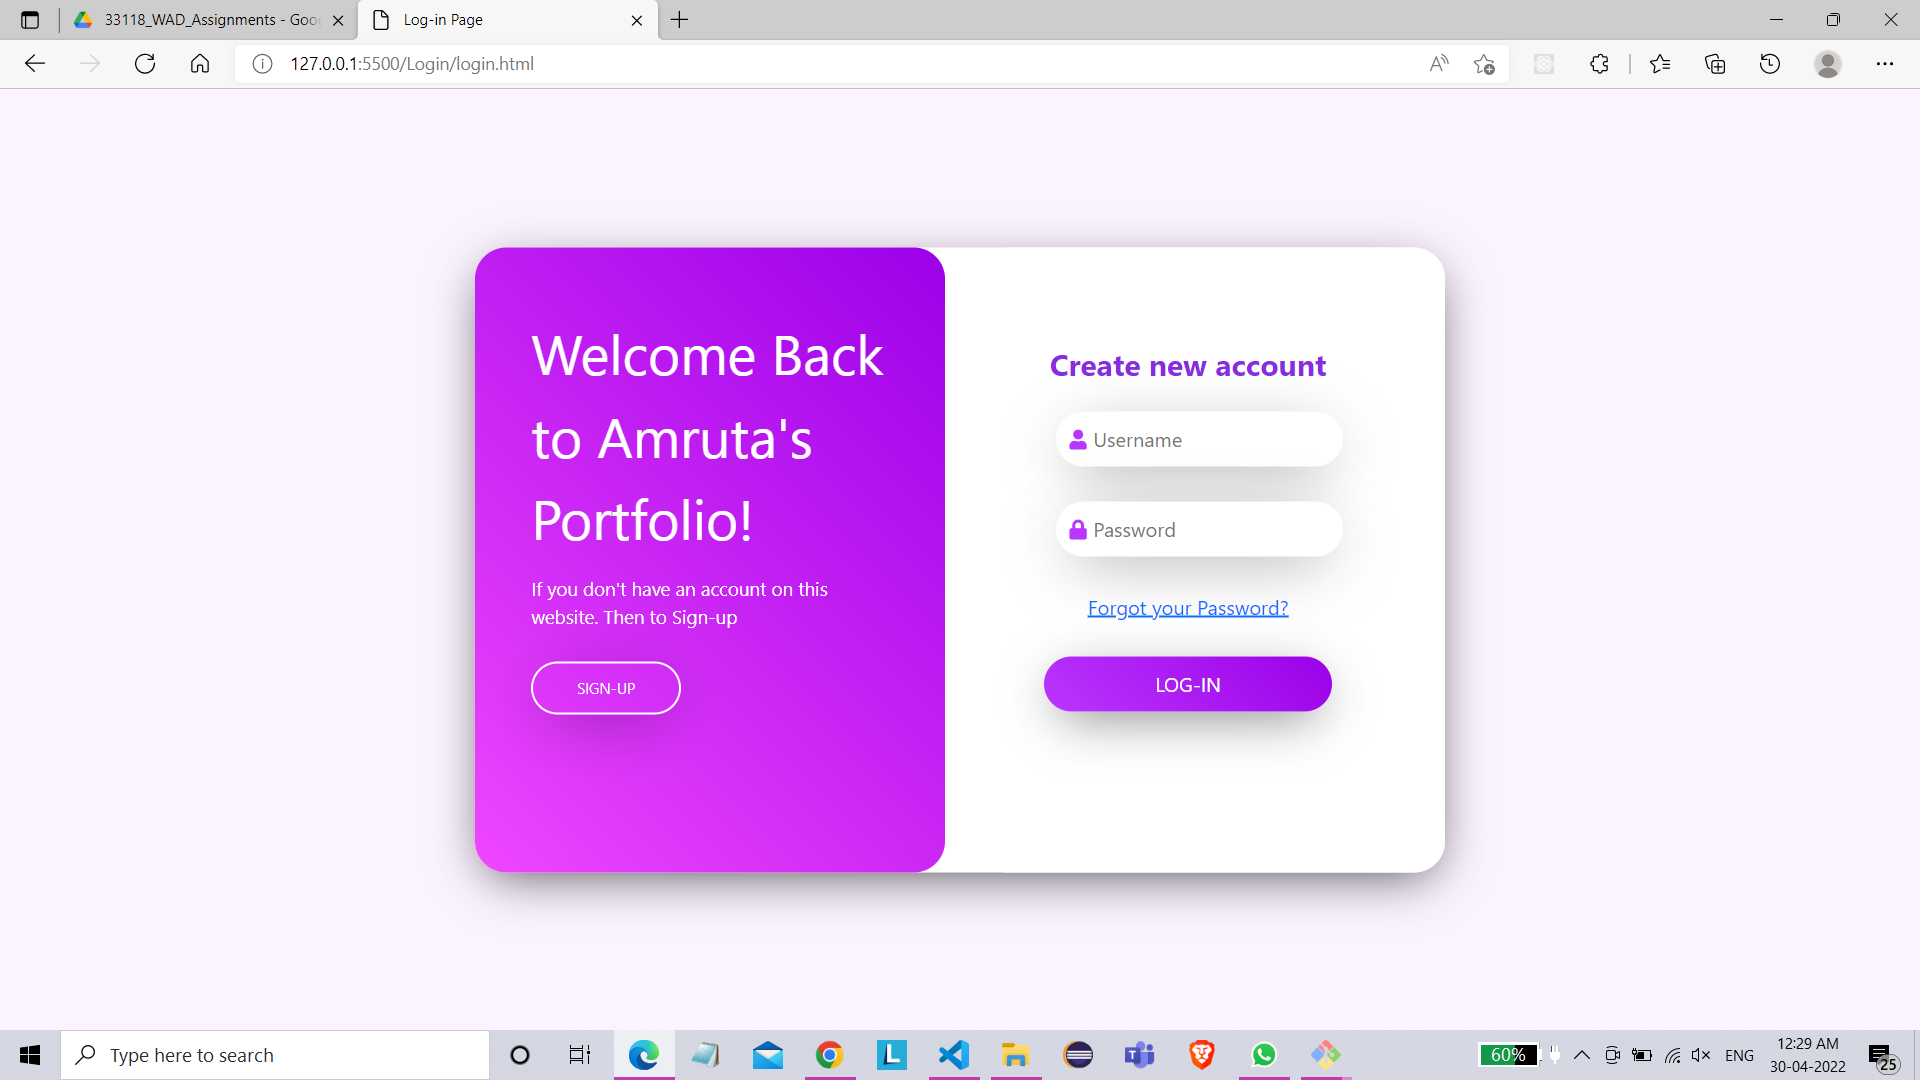 33118_WAD_Assignments - Goo
Log-in Page
127.0.0.1:5500/Login/login.html
Welcome Back
to Amruta's
Portfolio!
If you don't have an account on this
website. Then to Sign-up
SIGN-UP
Create new account
Username
Password
Forgot your Password?
LOG-IN
Type here to search
60%
ENG
12:29 AM
30-04-2022
25